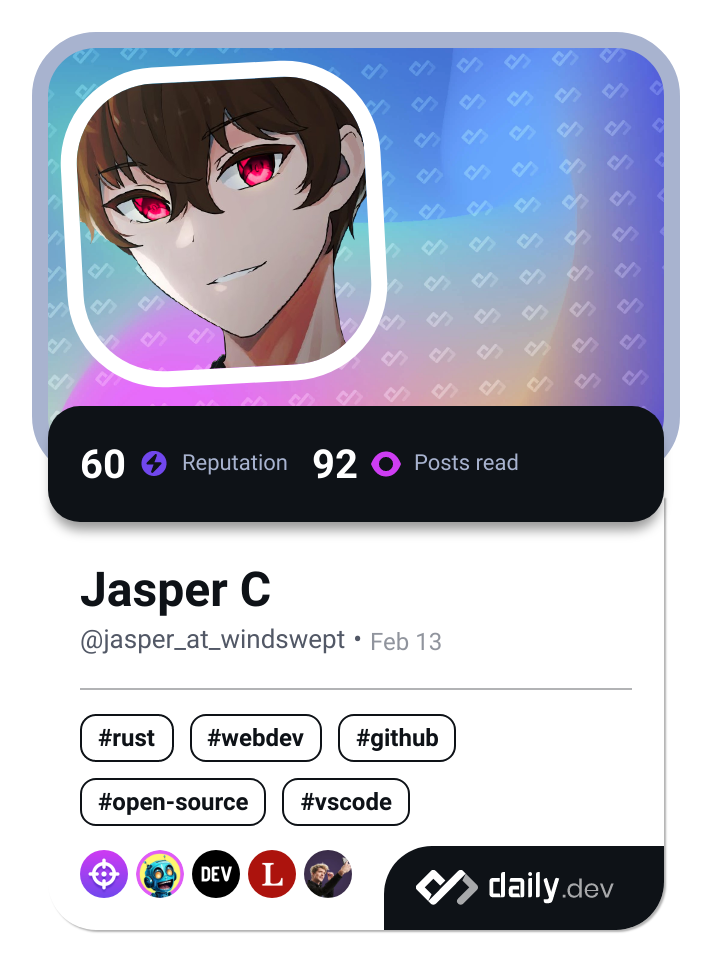 60 Reputation 92 Posts read
Jasper C
@jasper_at_windswept • Feb 13
#rust #webdev #github
#open-source #vscode
DEV L daily.dev